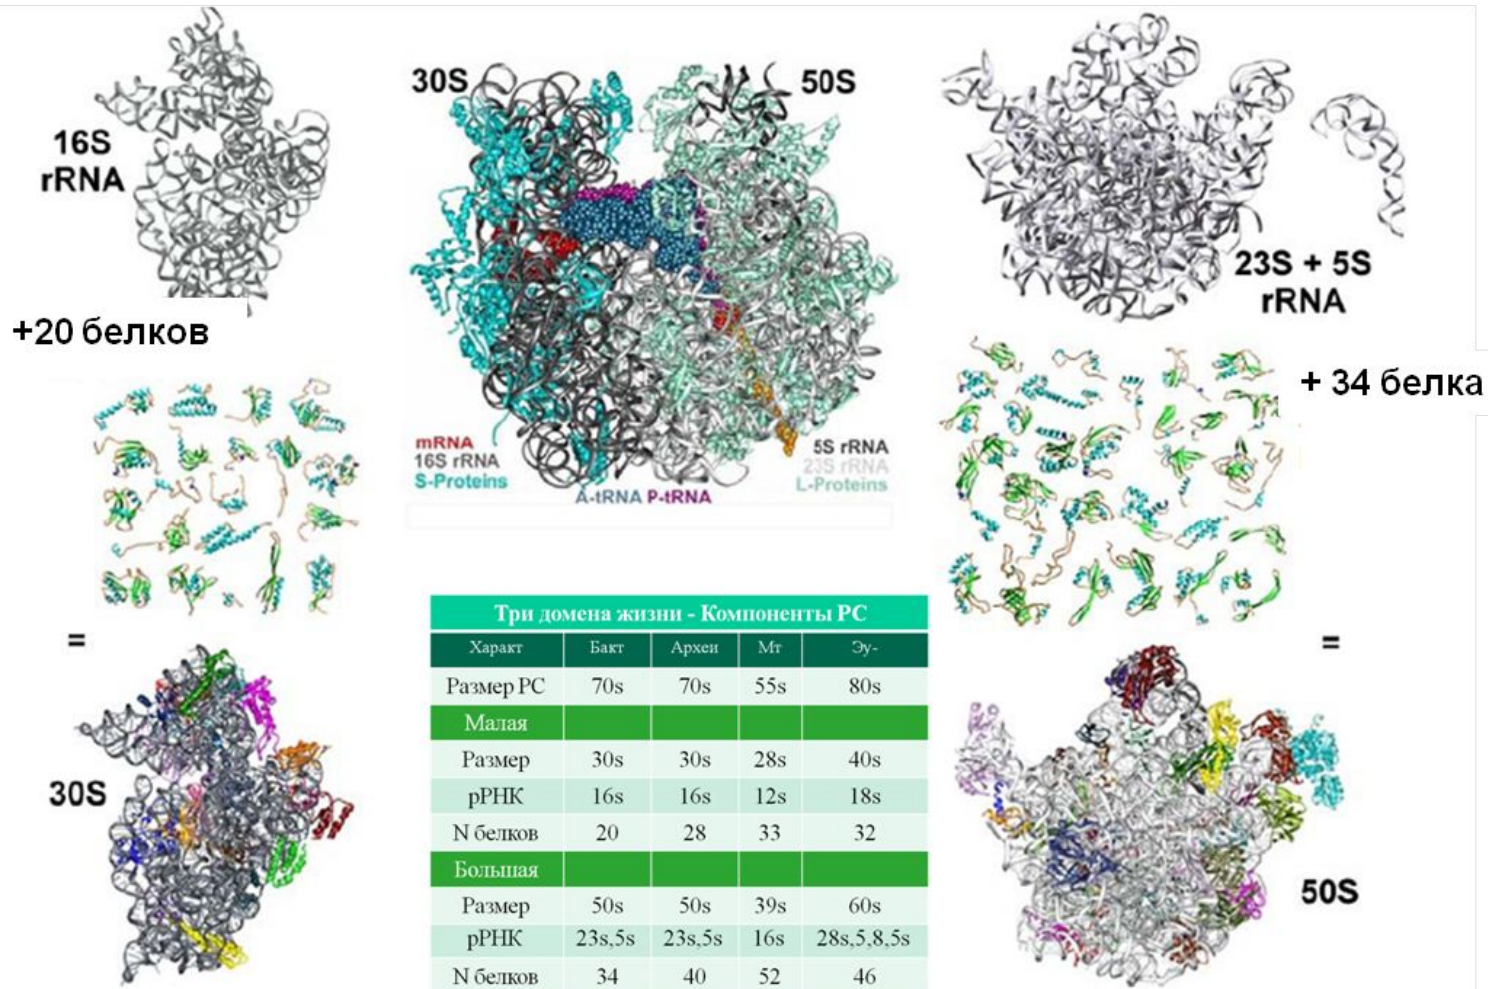 16S
rRNA
+20 белков
=
30S
30S
50S
mRNA
16S rRNA
S-Proteins
A-tRNA P-tRNA
5S rRNA
23S rRNA
L-Proteins
23S + 5S
rRNA
+ 34 белка
=
50S
Три домена жизни - Компоненты РС
Характ Бакт Археи Мт Эу-
Размер РС 70s 70s 55s 80s
Малая
Размер 30s 30s 28s 40s
рРНК 16s 16s 12s 18s
N белков 20 28 33 32
Большая
Размер 50s 50s 39s 60s
рРНК 23s,5s 23s,5s 16s 28s,5,8,5s
N белков 34 40 52 46